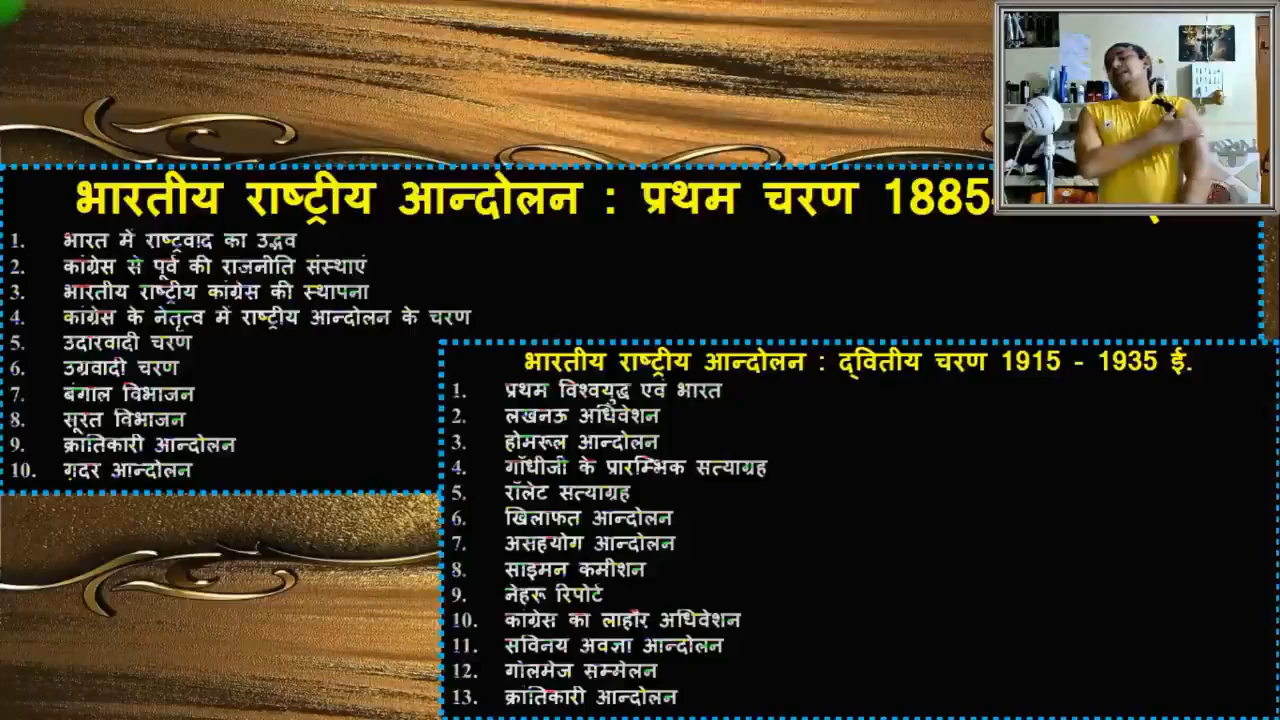 भारतीय राष्ट्रीय आन्दोलन : प्रथम चरण 1885
1. भारत में राष्ट्रवाद का उद्भव
2. कांग्रेस से पूर्व की राजनीति संस्थाएं
3. भारतीय राष्ट्रीय कांग्रेस की स्थापना
4. कांग्रेस के नेतृत्व में राष्ट्रीय आन्दोलन के चरण
5. उदारवादी चरण
6. उग्रवादी चरण
7. बंगाल विभाजन
8. सूरत विभाजन
9. क्रांतिकारी आन्दोलन
10. ग़दर आन्दोलन
भारतीय राष्ट्रीय आन्दोलन : द्वितीय चरण 1915 - 1935 ई.
1. प्रथम विश्वयुद्ध एवं भारत
2. लखनऊ अधिवेशन
3. होमरूल आन्दोलन
4. गाँधीजी के प्रारम्भिक सत्याग्रह
5. रॉलेट सत्याग्रह
6. खिलाफत आन्दोलन
7. असहयोग आन्दोलन
8. साइमन कमीशन
9. नेहरू रिपोर्ट
10. कांग्रेस का लाहौर अधिवेशन
11. सविनय अवज्ञा आन्दोलन
12. गोलमेज सम्मेलन
13. क्रांतिकारी आन्दोलन